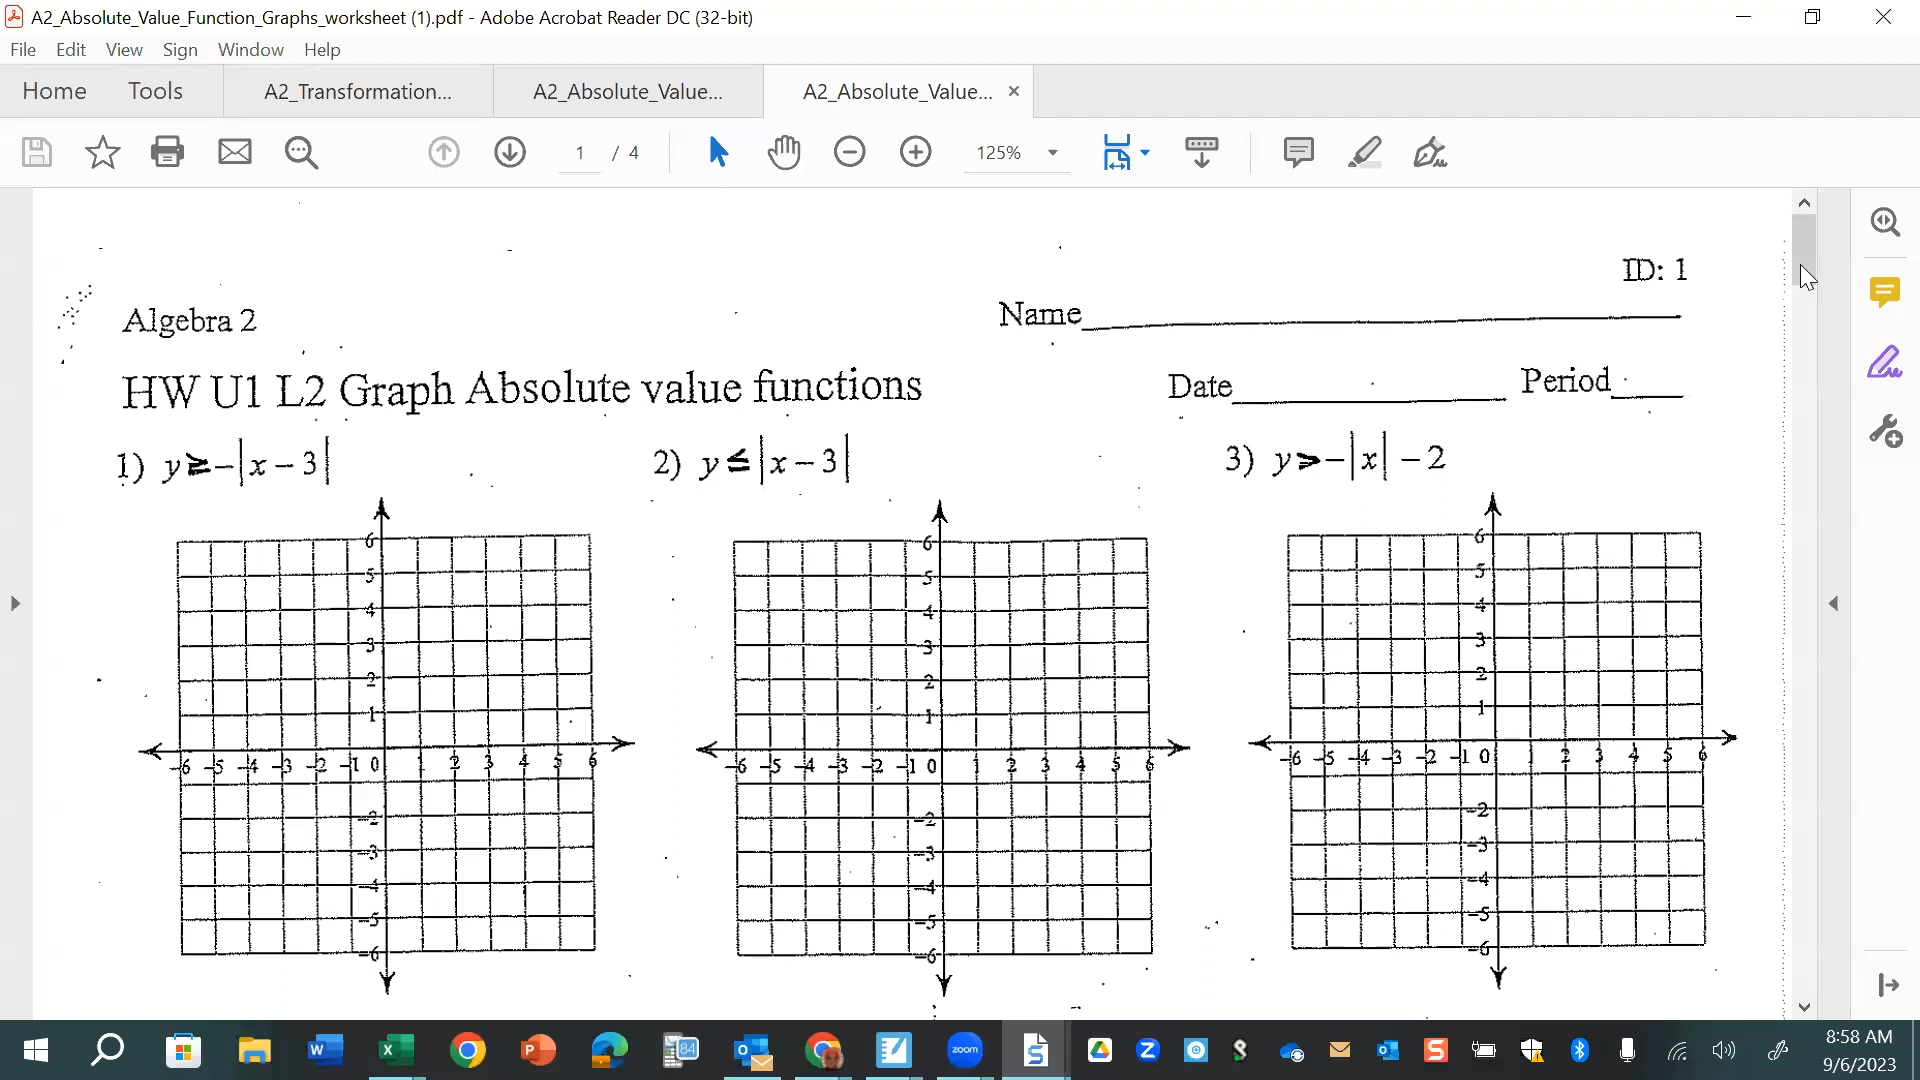 A2_Absolute_Value_Function_Graphs_worksheet (1).pdf - Adobe Acrobat Reader DC (32-bit)
File Edit View Sign Window Help
Home Tools A2_Transformation... A2_Absolute_Value... A2_Absolute_Value...
1 / 4 125%
ID: 1
Algebra 2 Name
HW U1 L2 Graph Absolute value functions Date Period
1) y≥-|x-3| 2) y≤|x-3| 3) y>-|x|-2
6 6 6
5 5 5
4 4 4
3 3 3
2 2 2
1 1 1
-6 -5 -4 -3 -2 -1 0 1 2 3 4 5 6 -6 -5 -4 -3 -2 -1 0 1 2 3 4 5 6 -6 -5 -4 -3 -2 -1 0 1 2 3 4 5 6
-2 -2 -2
-3 -3 -3
-4 -4 -4
-5 -5 -5
-6 -6 -6
84 zoom
8:58 AM
9/6/2023